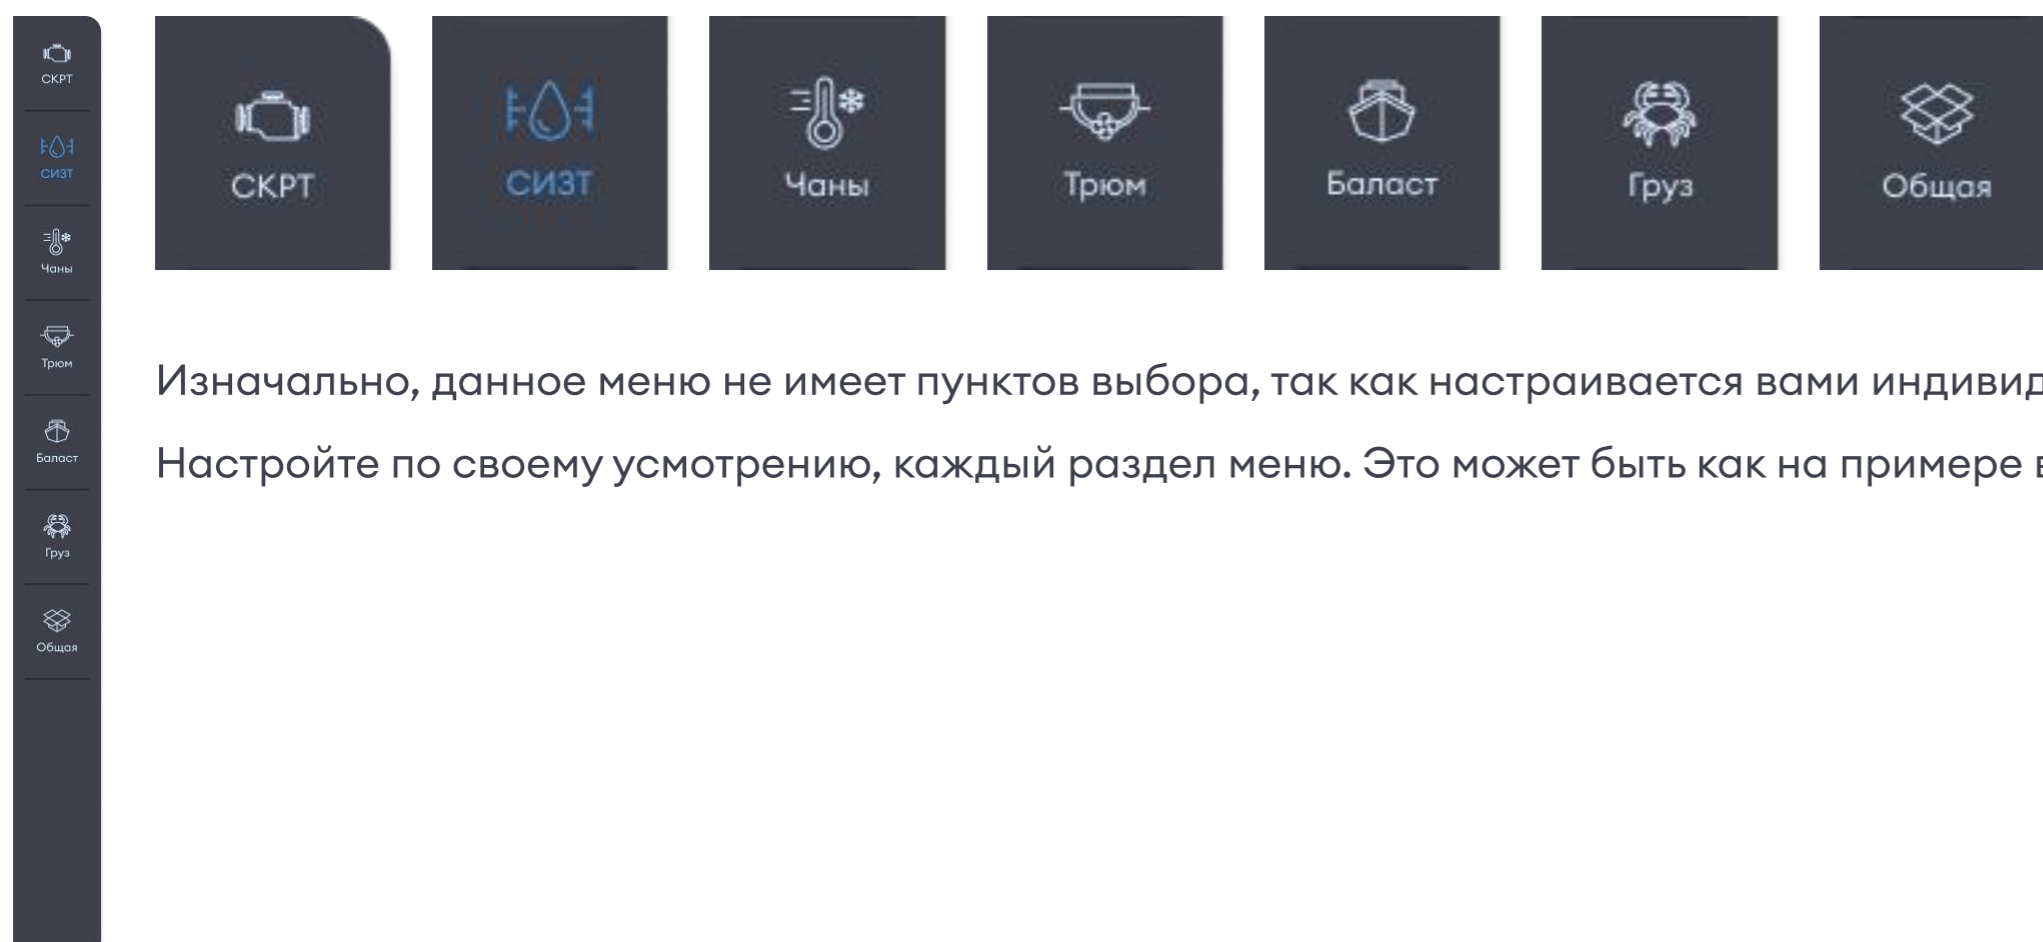 СКРТ
СИЗТ
Чаны
Трюм
Баласт
Груз
Общая
СКРТ СИЗТ Чаны Трюм Баласт Груз Общая
Изначально, данное меню не имеет пунктов выбора, так как настраивается вами
Настройте по своему усмотрению, каждый раздел меню. Это может быть как на примере